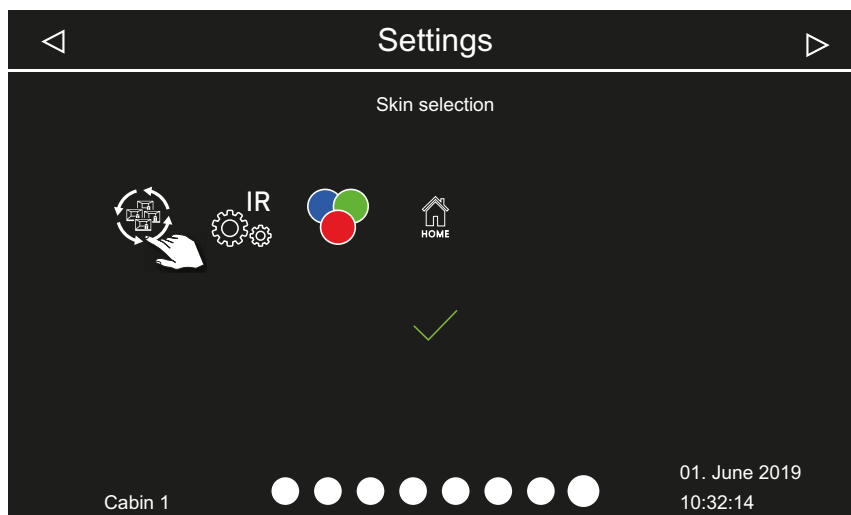 Settings
Skin selection
IR
HOME
Cabin 1
01. June 2019
10:32:14